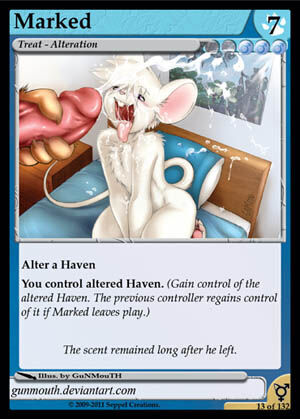 Marked
7
Treat - Alteration
Alter a Haven
You control altered Haven. (Gain control of the
altered Haven. The previous controller regains control
of it if Marked leaves play.)
The scent remained long after he left.
Illus. by GuNMouTH
© 2009-2011 Seppel Creations.
gunmouth.deviantart.com
13 of 132